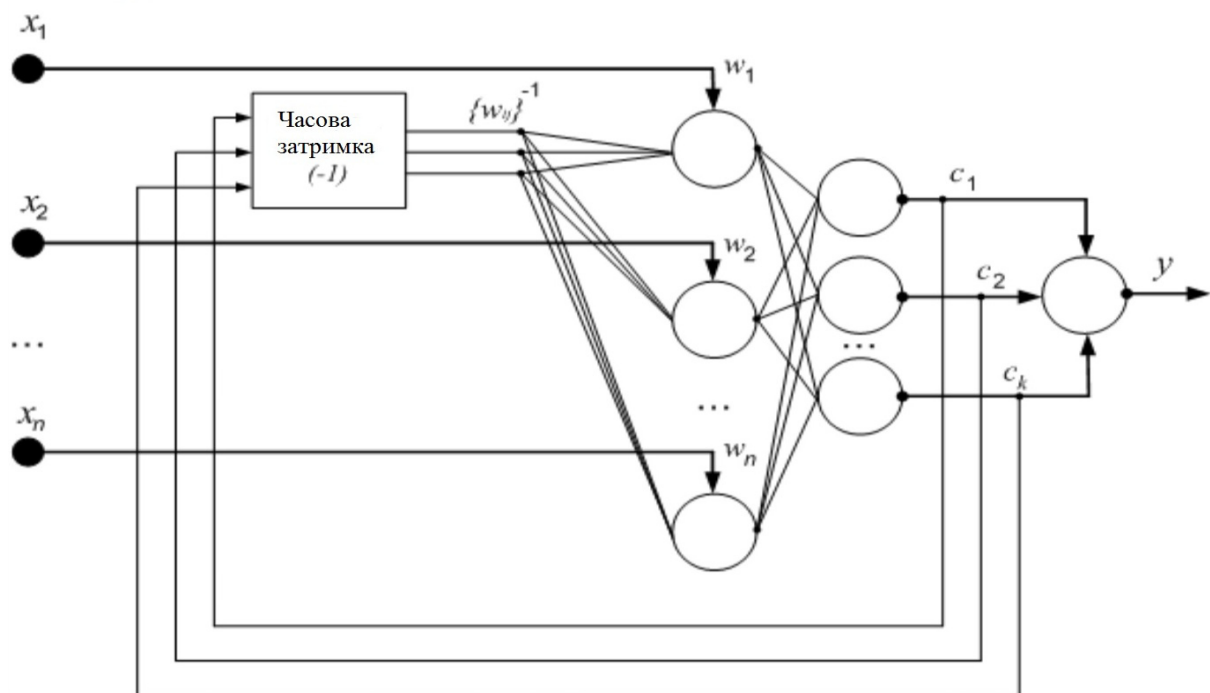 x1
w1
{wij}-1
Часова
затримка
(-1)
x2
c1
w2
c2
y
...
...
ck
...
xn
wn